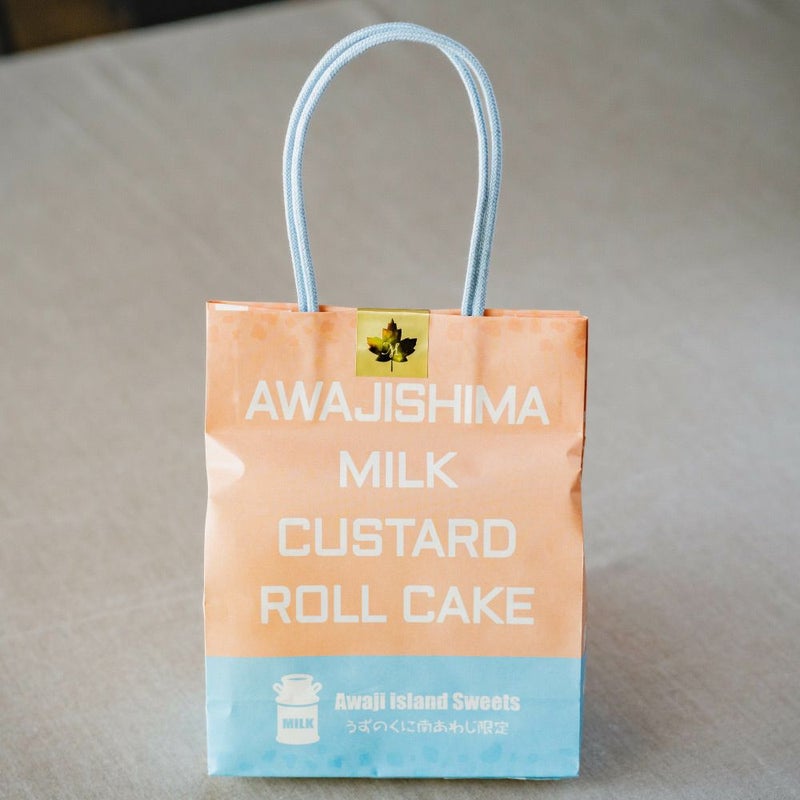 AWAJISHIMA
MILK
CUSTARD
ROLL CAKE
MILK
Awaji island Sweets
うずのくに南あわじ限定